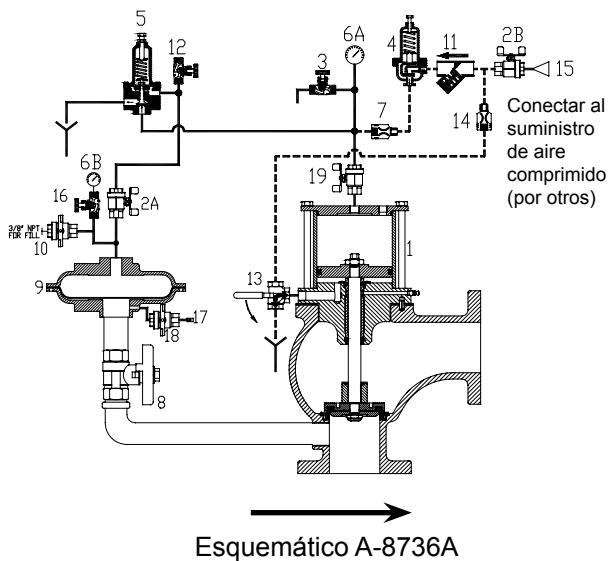 5
12
6A
3
4
11
2B
15
Conectar al
suministro
de aire
comprimido
(por otros)
7
14
6B
16
2A
19
3/8" NPT
FOR FILL
10
1
9
13
17
18
8
Esquemático A-8736A